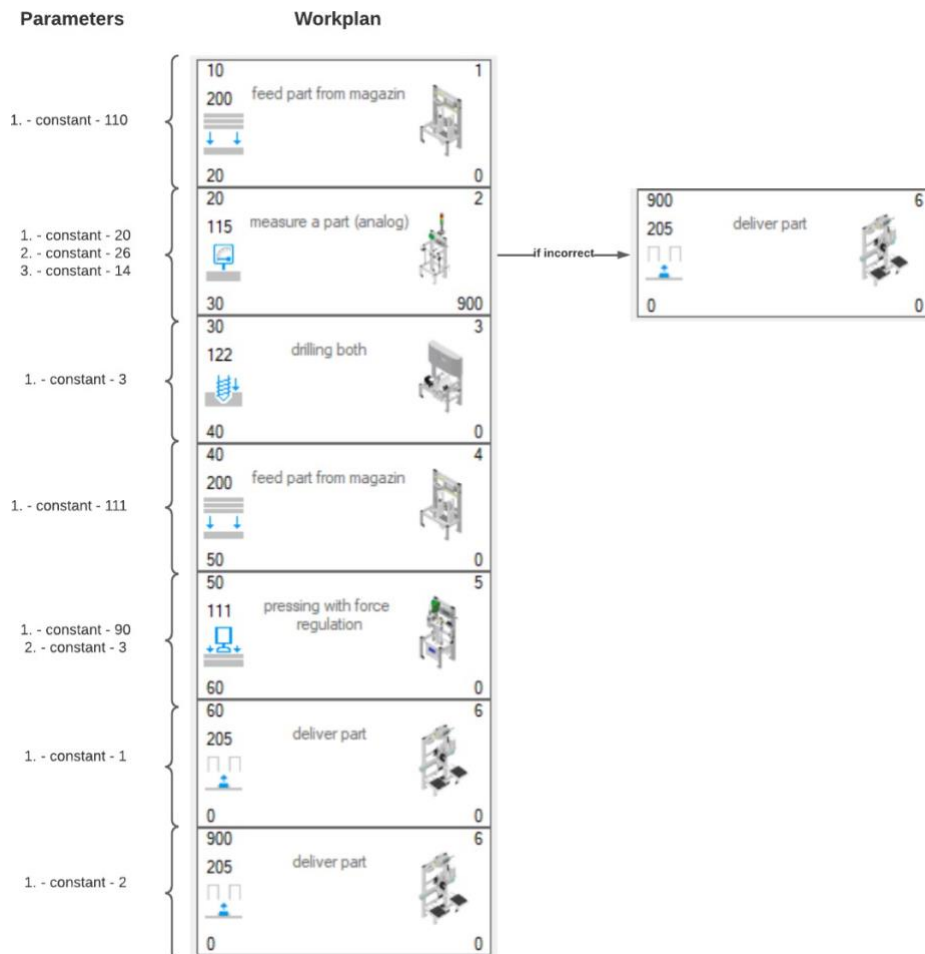 Parameters Workplan
10 1
1. - constant - 110
200 feed part from magazin
20 0
20 2
115 measure a part (analog)
1. - constant - 20
2. - constant - 26
3. - constant - 14
30 900
if incorrect
900 6
205 deliver part
0 0
30 3
122 drilling both
1. - constant - 3
40 0
40 4
200 feed part from magazin
1. - constant - 111
50 0
50 5
111 pressing with force
regulation
1. - constant - 90
2. - constant - 3
60 0
60 6
205 deliver part
1. - constant - 1
0 0
900 6
205 deliver part
1. - constant - 2
0 0